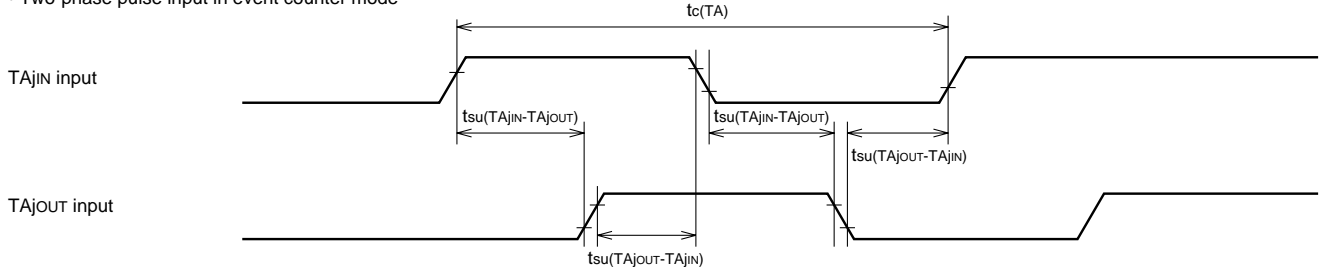 • Two-phase pulse input in event counter mode
tc(TA)
TAjIN input
tsu(TAjIN-TAjOUT)
tsu(TAjIN-TAjOUT)
tsu(TAjOUT-TAjIN)
TAjOUT input
tsu(TAjOUT-TAjIN)